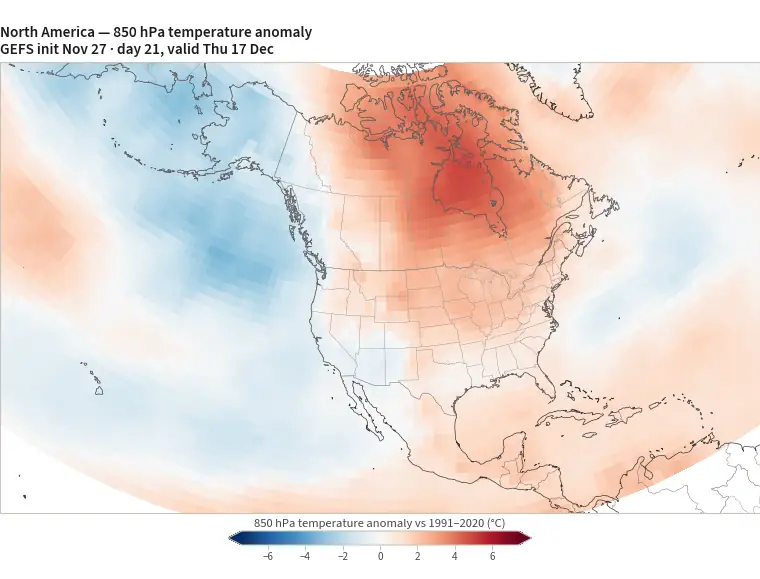 North America — 850 hPa temperature anomaly
GEFS init Nov 27 · day 21, valid Thu 17 Dec
850 hPa temperature anomaly vs 1991–2020 (°C)
−6 −4 −2 0 2 4 6